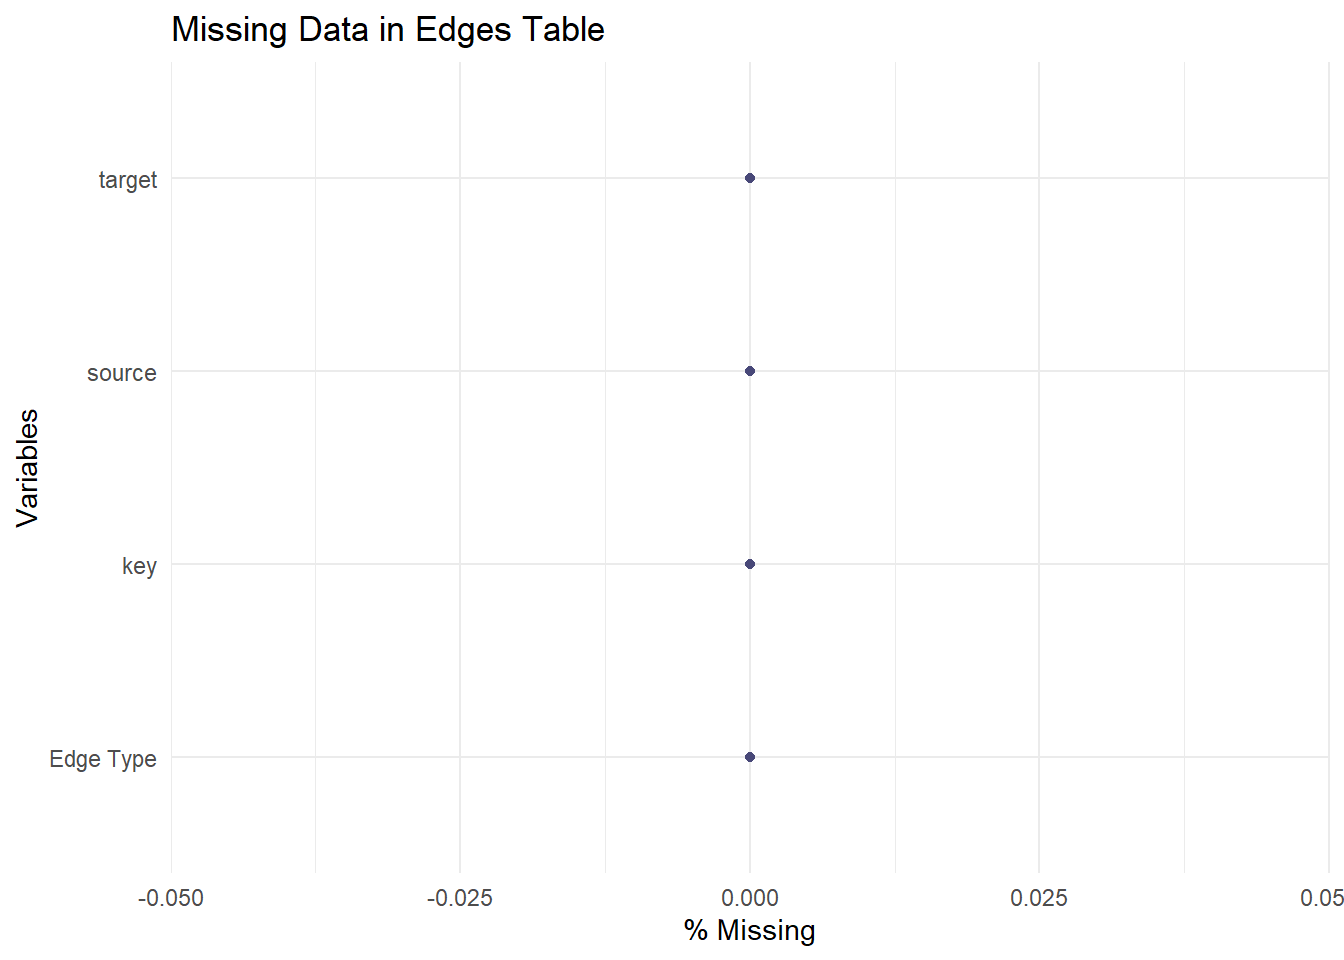 Missing Data in Edges Table
target
source
key
Edge Type
Variables
-0.050
-0.025
0.000
0.025
0.05
% Missing